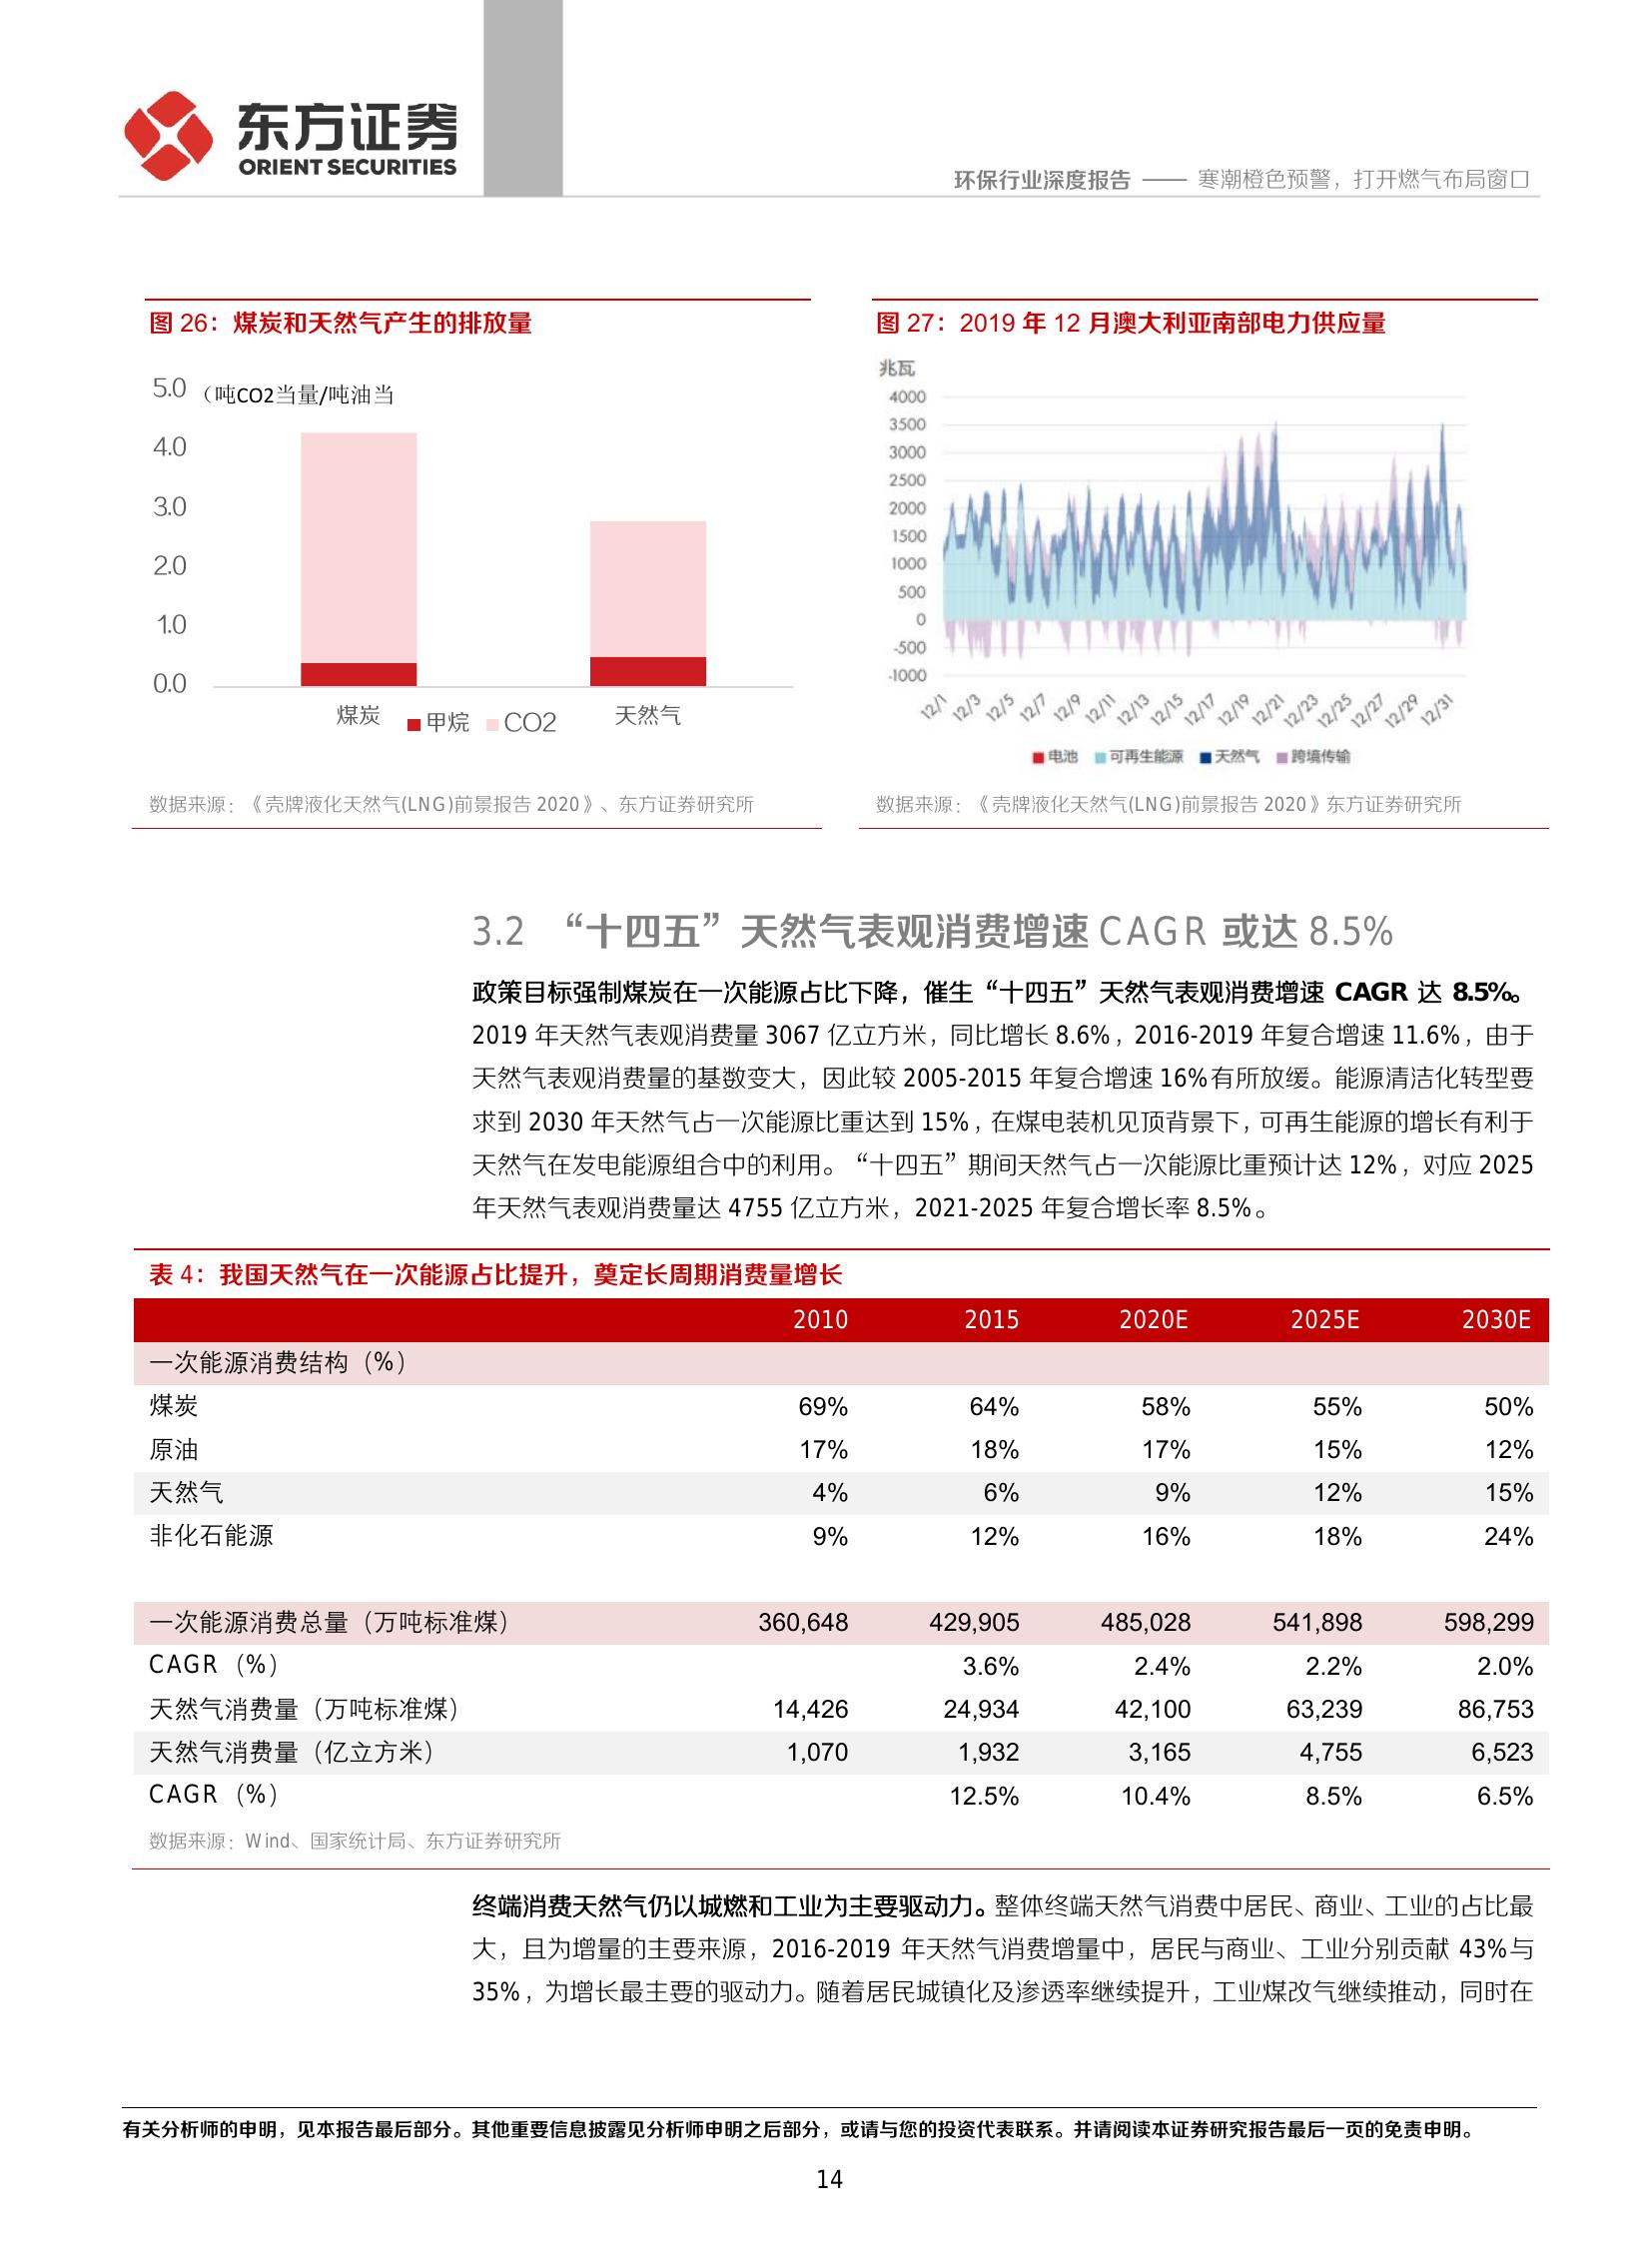 东方证券
ORIENT SECURITIES
环保行业深度报告 —— 寒潮橙色预警，打开燃气布局窗口
图 26：煤炭和天然气产生的排放量
5.0 （吨CO2当量/吨油当
4.0
3.0
2.0
1.0
0.0
煤炭 天然气
甲烷 CO2
数据来源：《壳牌液化天然气(LNG)前景报告 2020》、东方证券研究所
图 27：2019 年 12 月澳大利亚南部电力供应量
兆瓦
4000
3500
3000
2500
2000
1500
1000
500
0
-500
-1000
12/1 12/3 12/5 12/7 12/9 12/11 12/13 12/15 12/17 12/19 12/21 12/23 12/25 12/27 12/29 12/31
电池 可再生能源 天然气 跨境传输
数据来源：《壳牌液化天然气(LNG)前景报告 2020》东方证券研究所
3.2 “十四五”天然气表观消费增速 CAGR 或达 8.5%
政策目标强制煤炭在一次能源占比下降，催生“十四五”天然气表观消费增速 CAGR 达 8.5%。
2019 年天然气表观消费量 3067 亿立方米，同比增长 8.6%，2016-2019 年复合增速 11.6%，由于
天然气表观消费量的基数变大，因此较 2005-2015 年复合增速 16%有所放缓。能源清洁化转型要
求到 2030 年天然气占一次能源比重达到 15%，在煤电装机见顶背景下，可再生能源的增长有利于
天然气在发电能源组合中的利用。“十四五”期间天然气占一次能源比重预计达 12%，对应 2025
年天然气表观消费量达 4755 亿立方米，2021-2025 年复合增长率 8.5%。
表 4：我国天然气在一次能源占比提升，奠定长周期消费量增长
2010 2015 2020E 2025E 2030E
一次能源消费结构（%）
煤炭 69% 64% 58% 55% 50%
原油 17% 18% 17% 15% 12%
天然气 4% 6% 9% 12% 15%
非化石能源 9% 12% 16% 18% 24%
一次能源消费总量（万吨标准煤） 360,648 429,905 485,028 541,898 598,299
CAGR（%） 3.6% 2.4% 2.2% 2.0%
天然气消费量（万吨标准煤） 14,426 24,934 42,100 63,239 86,753
天然气消费量（亿立方米） 1,070 1,932 3,165 4,755 6,523
CAGR（%） 12.5% 10.4% 8.5% 6.5%
数据来源：Wind、国家统计局、东方证券研究所
终端消费天然气仍以城燃和工业为主要驱动力。整体终端天然气消费中居民、商业、工业的占比最
大，且为增量的主要来源，2016-2019 年天然气消费增量中，居民与商业、工业分别贡献 43%与
35%，为增长最主要的驱动力。随着居民城镇化及渗透率继续提升，工业煤改气继续推动，同时在
有关分析师的申明，见本报告最后部分。其他重要信息披露见分析师申明之后部分，或请与您的投资代表联系。并请阅读本证券研究报告最后一页的免责申明。
14